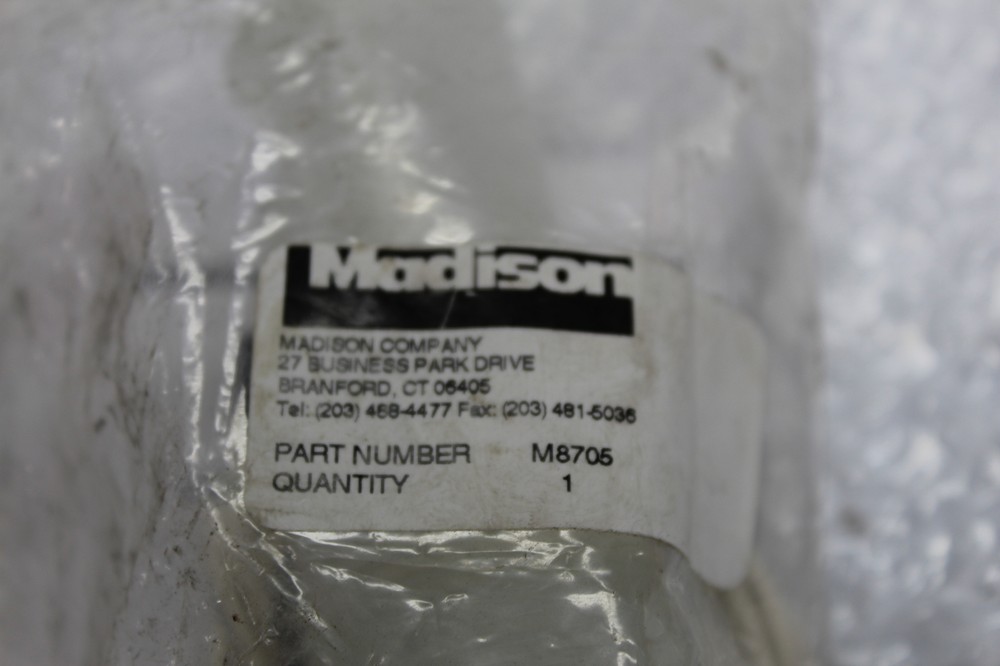 Madison
MADISON COMPANY
27 BUSINESS PARK DRIVE
BRANFORD, CT 06405
Tel: (203) 488-4477 Fax: (203) 481-5036
PART NUMBER M8705
QUANTITY 1